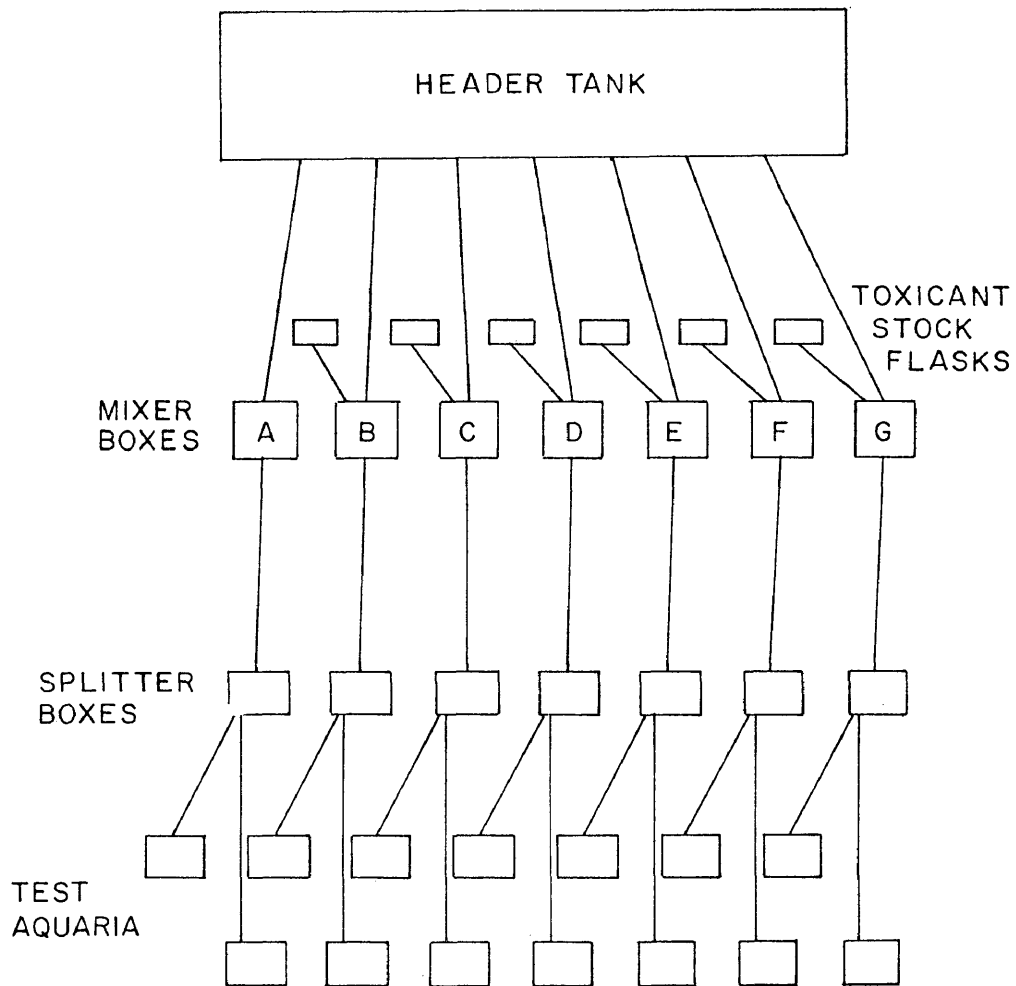 HEADER TANK
TOXICANT
STOCK
FLASKS
MIXER
BOXES
A B C D E F G
SPLITTER
BOXES
TEST
AQUARIA